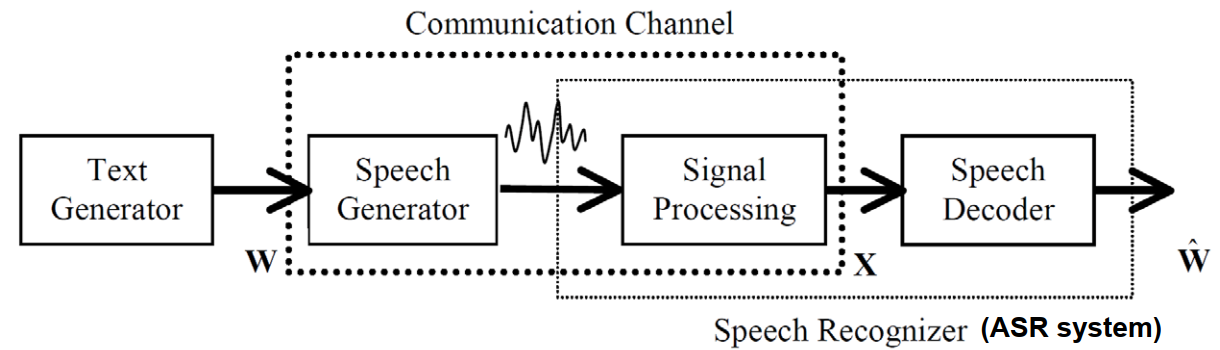 Communication Channel
Text
Generator
Speech
Generator
Signal
Processing
Speech
Decoder
W
X
Ŵ
Speech Recognizer (ASR system)